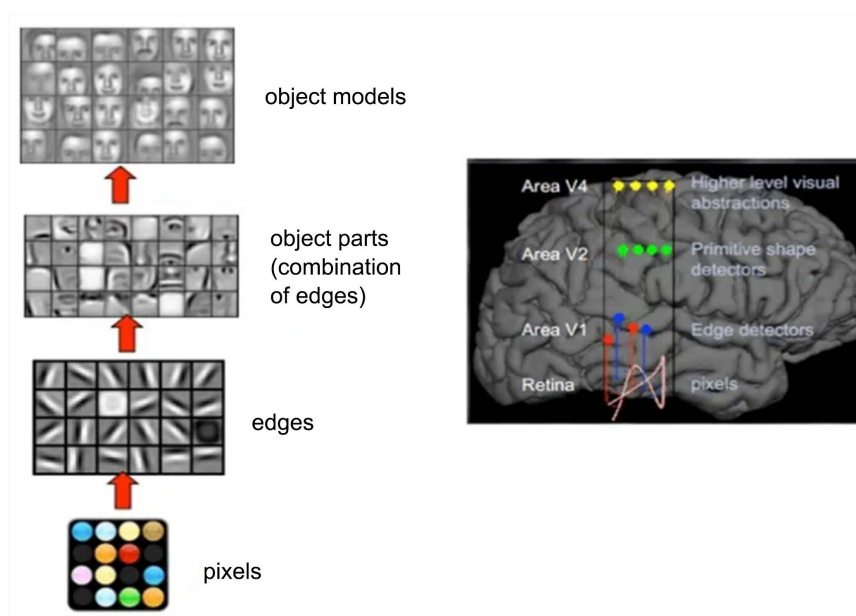 object models
object parts
(combination
of edges)
edges
pixels
Area V4
Higher level visual
abstractions
Area V2
Primitive shape
detectors
Area V1
Edge detectors
Retina
pixels